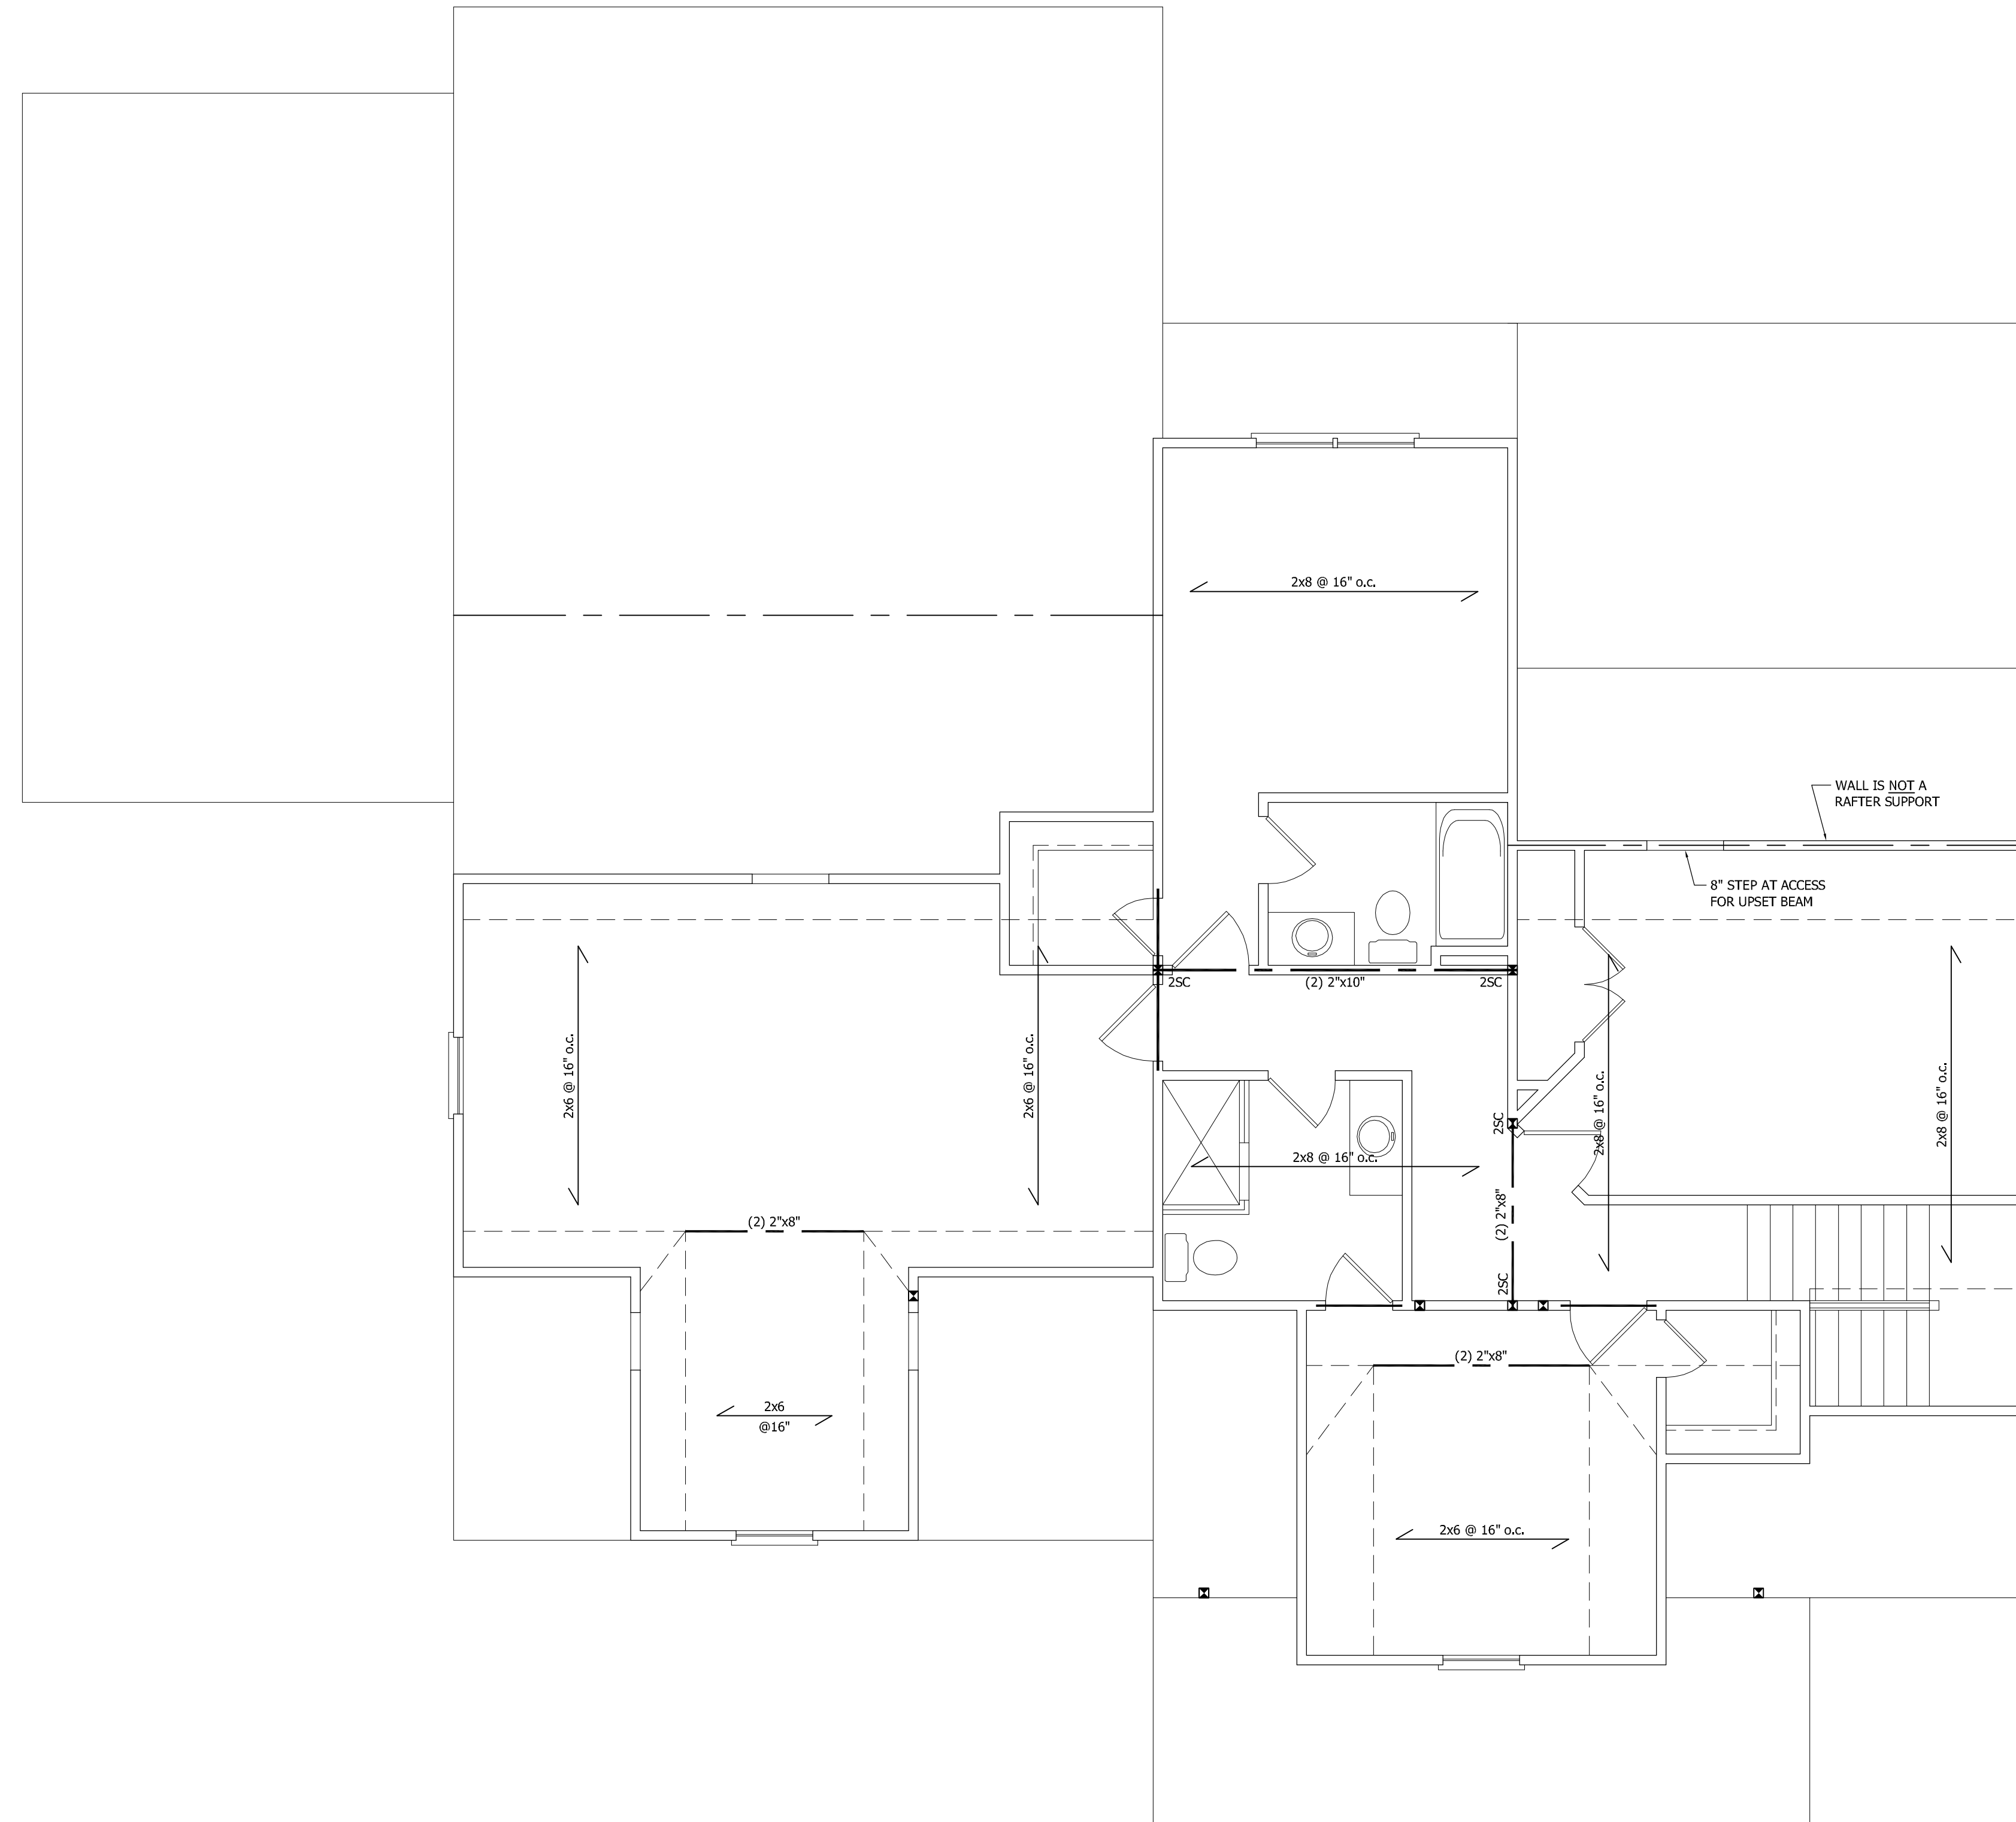 2x8 @ 16" o.c.
WALL IS NOT A
RAFTER SUPPORT
8" STEP AT ACCESS
FOR UPSET BEAM
2SC
(2) 2"x10"
2SC
2x6 @ 16" o.c.
2x6 @ 16" o.c.
2x8 @ 16" o.c.
2x8 @ 16" o.c.
2SC
2x8 @ 16" o.c.
(2) 2"x8"
(2) 2"x8"
2SC
(2) 2"x8"
2x6
@16"
2x6 @ 16" o.c.